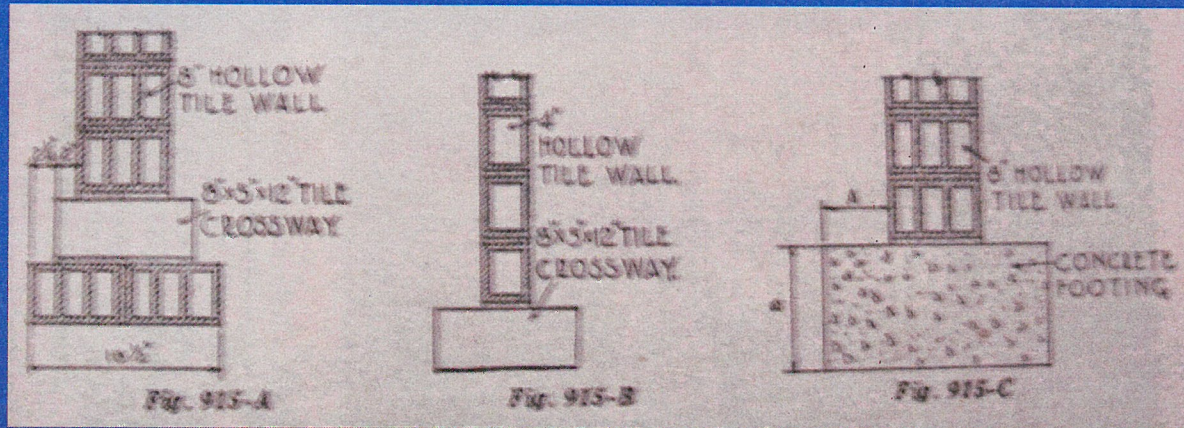 8" HOLLOW
TILE WALL
8"x5"x12" TILE
CROSSWAY.
Fig. 915-A
4"
HOLLOW
TILE WALL.
8"x5"x12" TILE
CROSSWAY.
Fig. 915-B
A
8" HOLLOW
TILE WALL
CONCRETE
FOOTING
Fig. 915-C